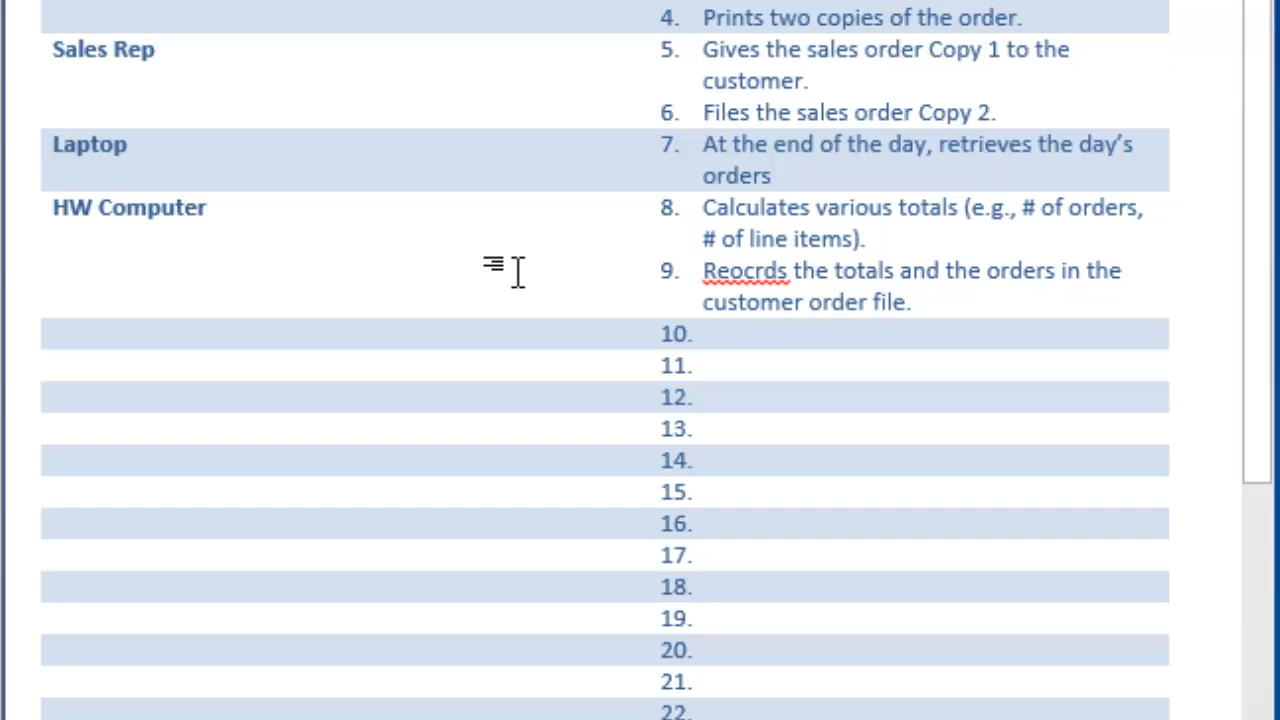 4. Prints two copies of the order.
Sales Rep 5. Gives the sales order Copy 1 to the
customer.
6. Files the sales order Copy 2.
Laptop 7. At the end of the day, retrieves the day’s
orders
HW Computer 8. Calculates various totals (e.g., # of orders,
# of line items).
9. Reocrds the totals and the orders in the
customer order file.
10.
11.
12.
13.
14.
15.
16.
17.
18.
19.
20.
21.
22.